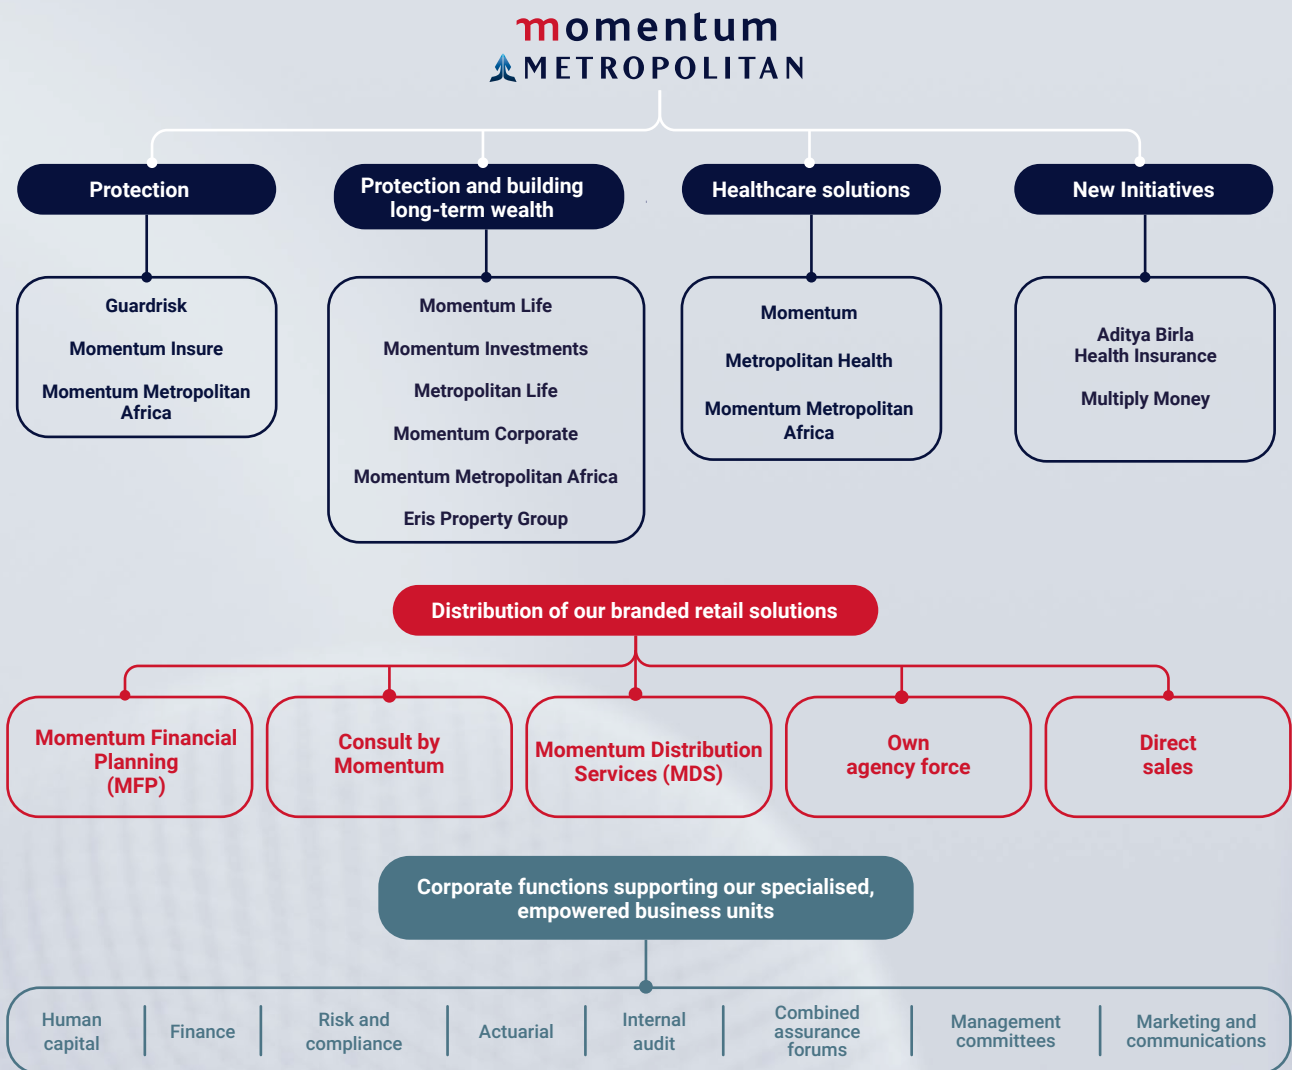 momentum
METROPOLITAN
Protection
Protection and building
long-term wealth
Healthcare solutions
New Initiatives
Guardrisk
Momentum Insure
Momentum Metropolitan
Africa
Momentum Life
Momentum Investments
Metropolitan Life
Momentum Corporate
Momentum Metropolitan Africa
Eris Property Group
Momentum
Metropolitan Health
Momentum Metropolitan
Africa
Aditya Birla
Health Insurance
Multiply Money
Distribution of our branded retail solutions
Momentum Financial
Planning
(MFP)
Consult by
Momentum
Momentum Distribution
Services (MDS)
Own
agency force
Direct
sales
Corporate functions supporting our specialised,
empowered business units
Human
capital
Finance
Risk and
compliance
Actuarial
Internal
audit
Combined
assurance
forums
Management
committees
Marketing and
communications